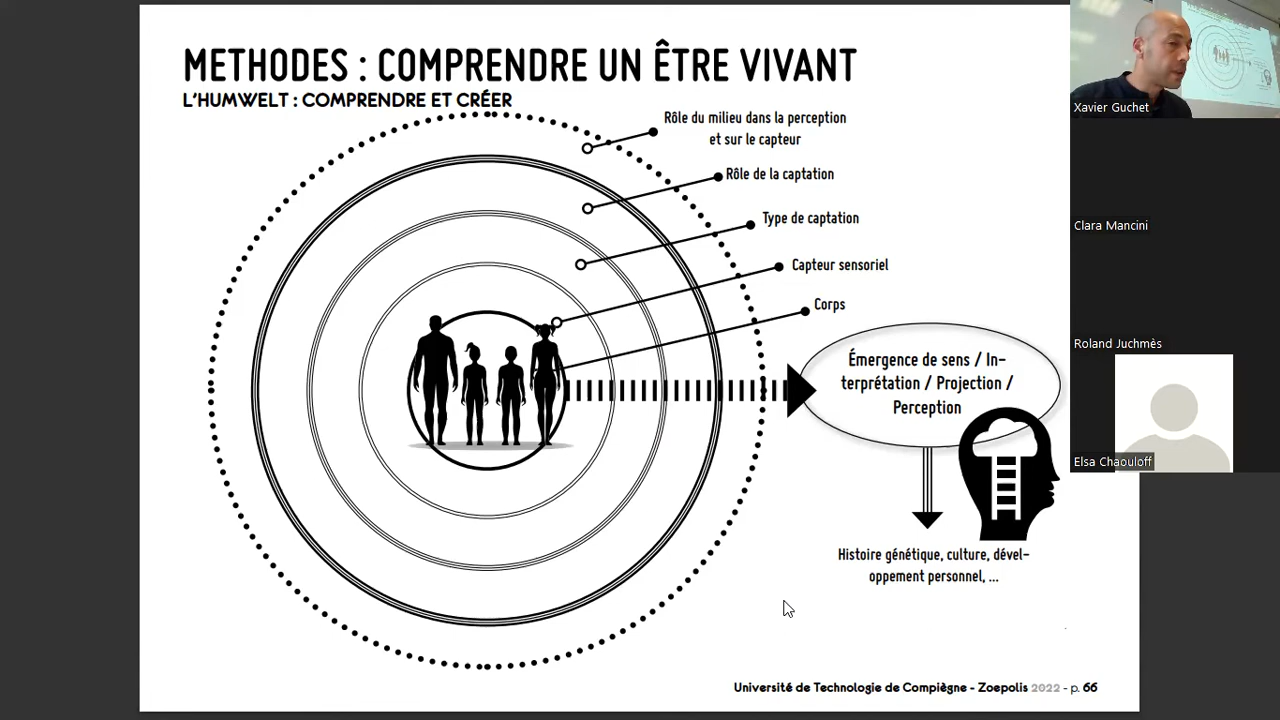 METHODES : COMPRENDRE UN ÊTRE VIVANT
L'HUMWELT : COMPRENDRE ET CRÉER
Rôle du milieu dans la perception
et sur le capteur
Rôle de la captation
Type de captation
Capteur sensoriel
Corps
Émergence de sens / In-
terprétation / Projection /
Perception
Histoire génétique, culture, dével-
oppement personnel, ...
Université de Technologie de Compiègne - Zoepolis 2022 - p. 66
Xavier Guchet
Clara Mancini
Roland Juchmès
Elsa Chaouloff